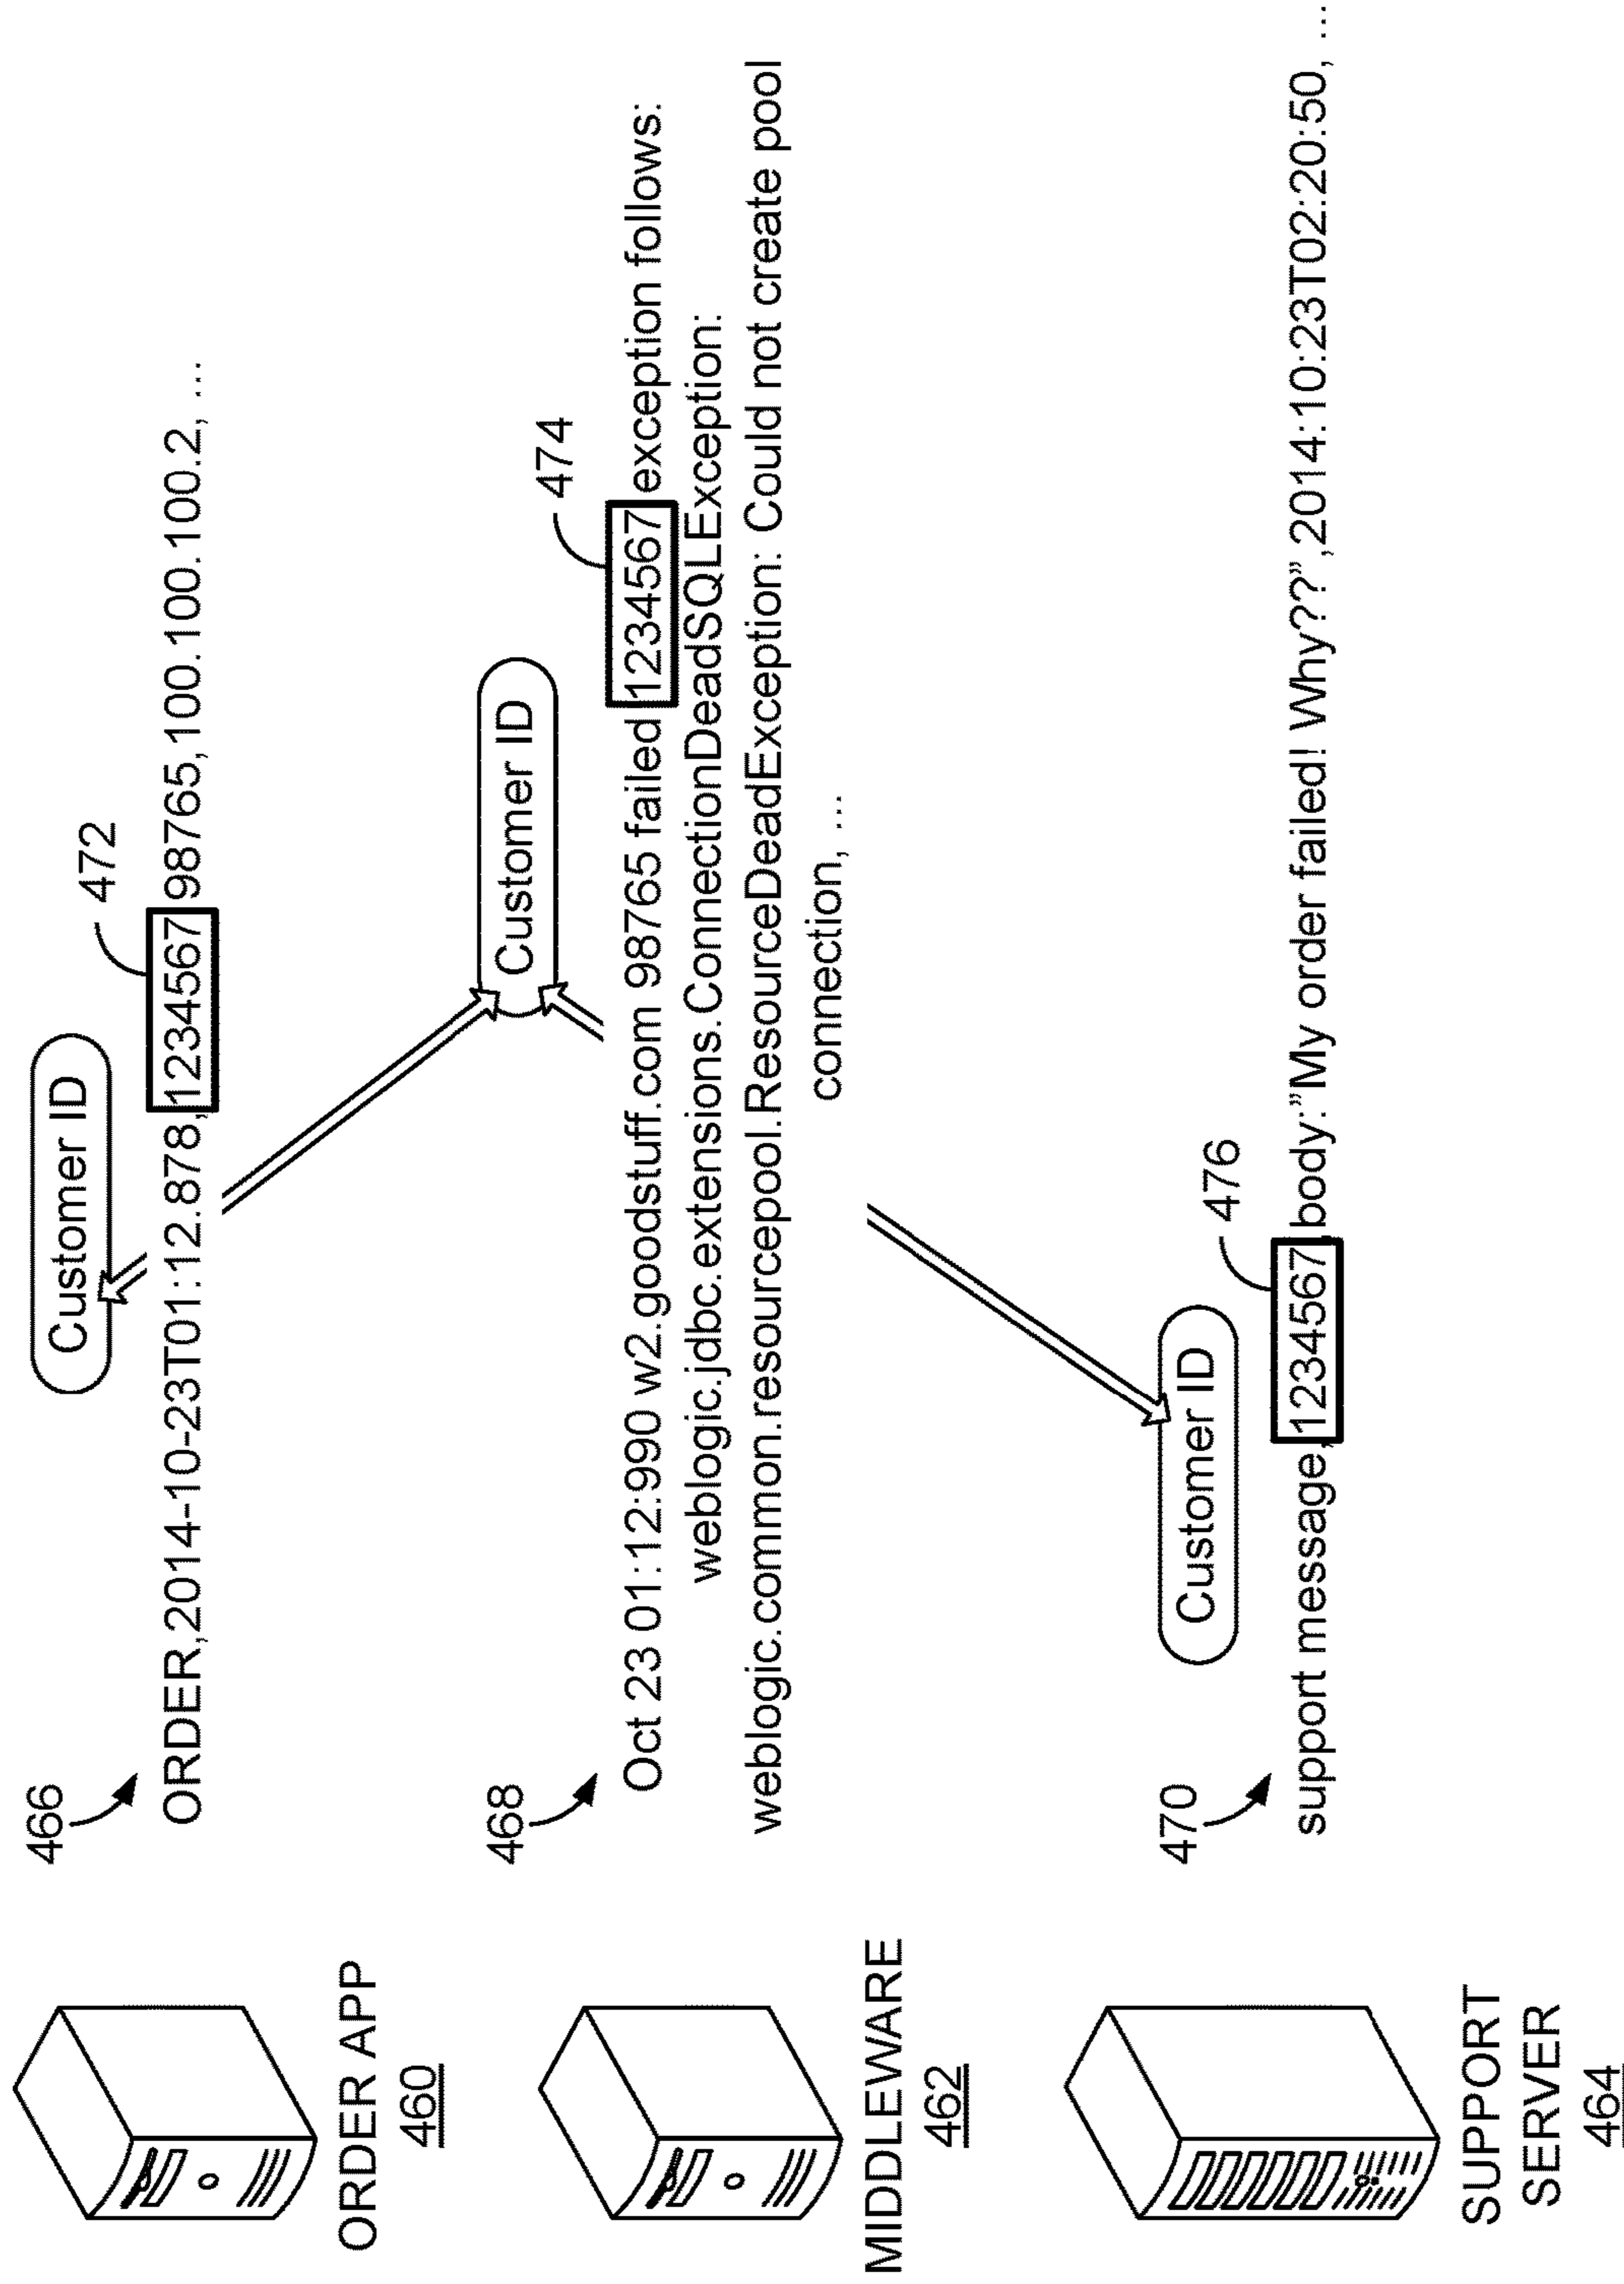 ORDER APP
460
466
Customer ID
472
ORDER,2014-10-23T01:12.878,1234567,98765,100.100.100.2, ...
MIDDLEWARE
462
468
Customer ID
474
Oct 23 01:12:990 w2.goodstuff.com 98765 failed 1234567 exception follows:
weblogic.jdbc.extensions.ConnectionDeadSQLException:
weblogic.common.resourcepool.ResourceDeadException: Could not create pool
connection, ...
SUPPORT
SERVER
464
470
Customer ID
476
support message,1234567,body:”My order failed! Why???”,2014:10:23T02:20:50, ...